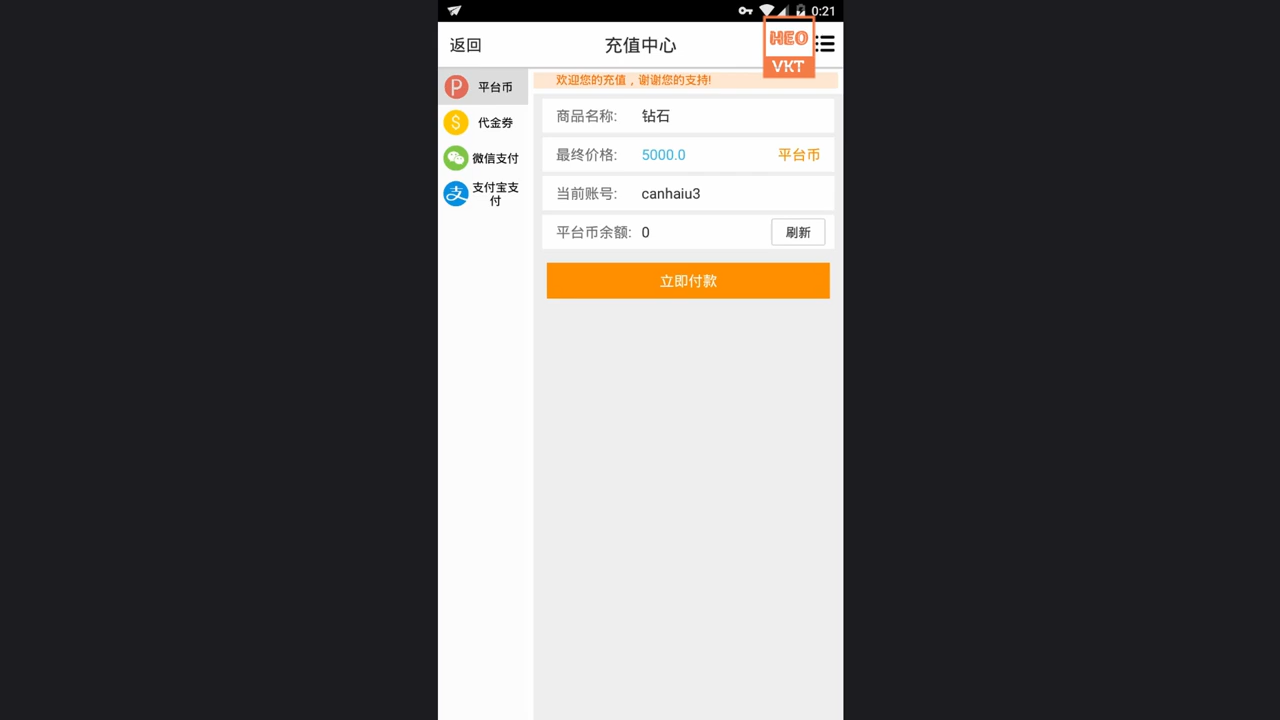 0:21
返回
充值中心
HEO
VKT
P
平台币
$
代金券
微信支付
支
支付宝支
付
欢迎您的充值，谢谢您的支持!
商品名称: 钻石
最终价格: 5000.0 平台币
当前账号: canhaiu3
平台币余额: 0 刷新
立即付款